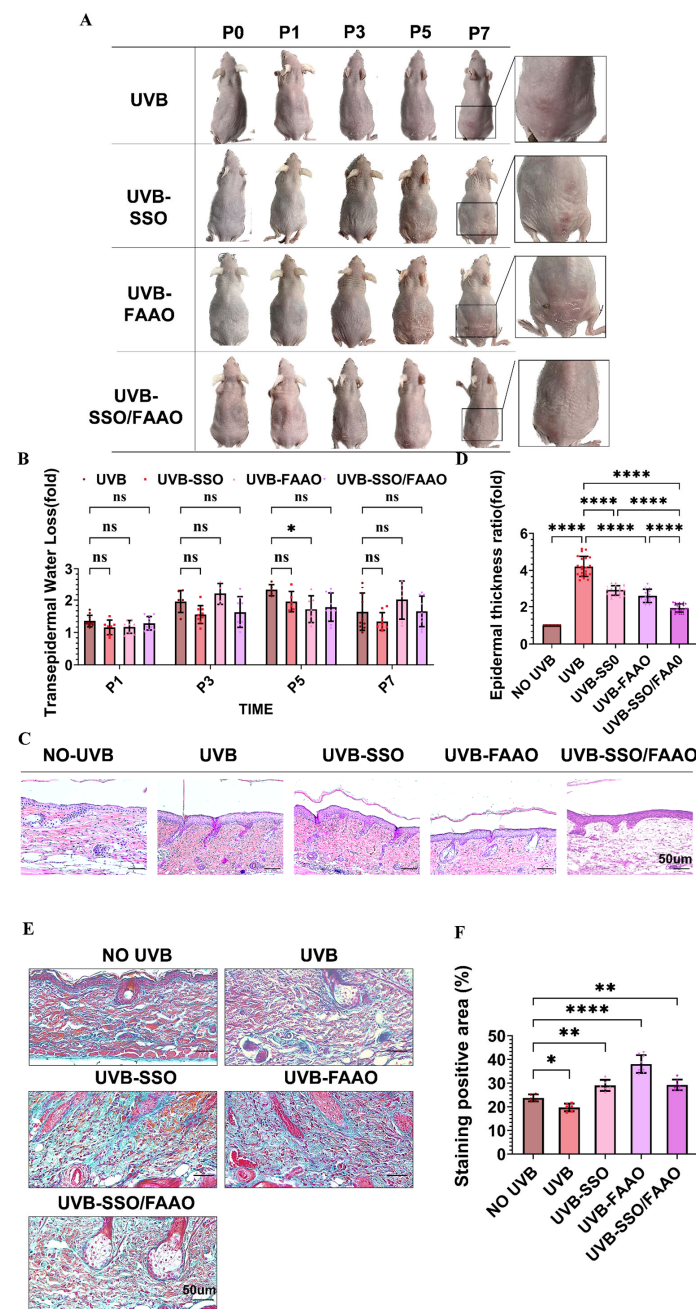 A
P0 P1 P3 P5 P7
UVB
UVB-
SSO
UVB-
FAAO
UVB-
SSO/FAAO
B
UVB UVB-SSO UVB-FAAO UVB-SSO/FAAO
Transepidermal Water Loss(fold)
ns ns ns ns
ns ns * ns
ns ns ns ns
3
2
1
0
P1 P3 P5 P7
TIME
D
Epidermal thickness ratio(fold)
****
**** ****
**** **** ****
6
4
2
0
NO UVB
UVB
UVB-SS0
UVB-FAAO
UVB-SSO/FAA0
C
NO-UVB UVB UVB-SSO UVB-FAAO UVB-SSO/FAAO
50um
E
NO UVB UVB
UVB-SSO UVB-FAAO
UVB-SSO/FAAO
50um
F
Staining positive area (%)
**
****
**
*
50
40
30
20
10
0
NO UVB
UVB
UVB-SSO
UVB-FAAO
UVB-SSO/FAAO